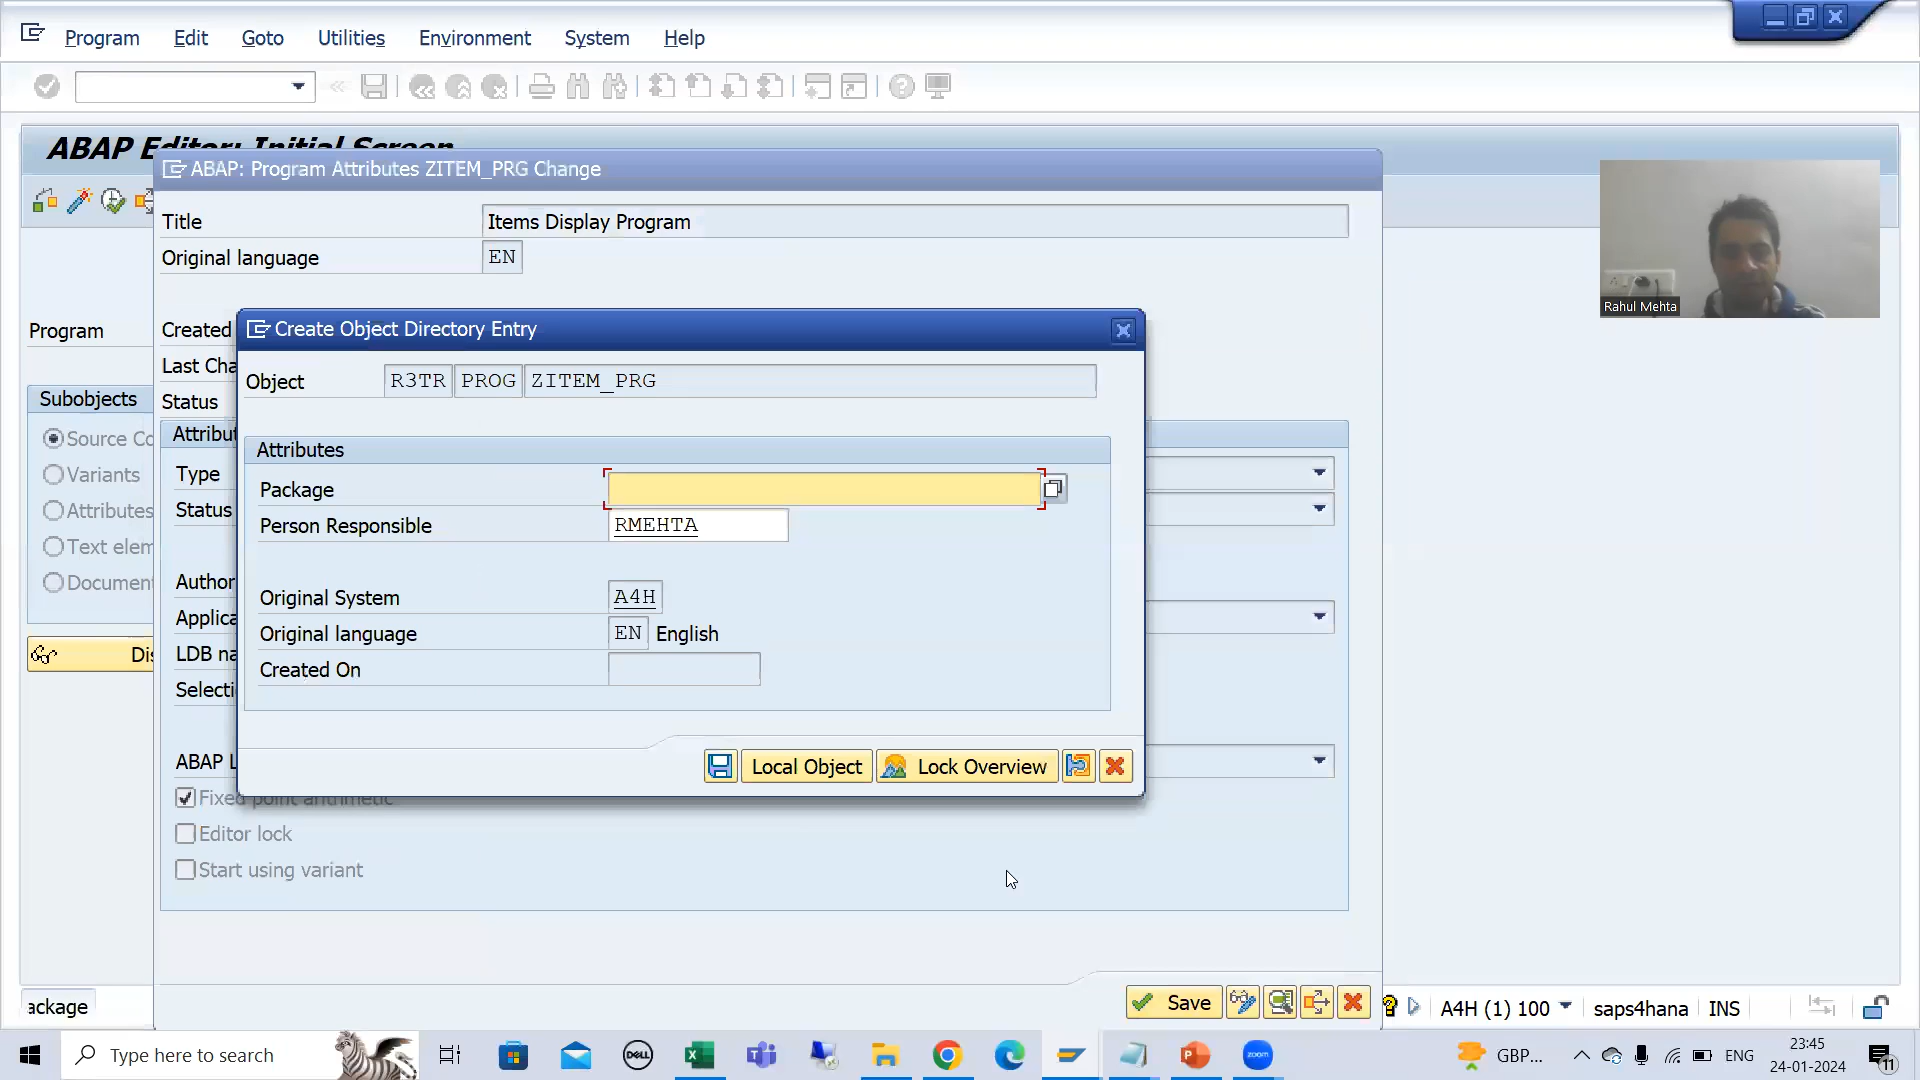 Program Edit Goto Utilities Environment System Help
ABAP Editor: Initial Screen
ABAP: Program Attributes ZITEM_PRG Change
Title Items Display Program
Original language EN
Rahul Mehta
Program Created
Create Object Directory Entry
Last Cha
Object R3TR PROG ZITEM_PRG
Subobjects Status
Source Co Attribut
Attributes
Variants Type
Package
Attributes Status
Person Responsible RMEHTA
Text elem
Document Author
Original System A4H
Applica
Original language EN English
Dis LDB na
Created On
Selecti
ABAP L
Local Object Lock Overview
Fixed point arithmetic
Editor lock
Start using variant
Save
ackage
A4H (1) 100 saps4hana INS
Type here to search
DELL
zoom
GBP...
ENG
23:45
24-01-2024
11